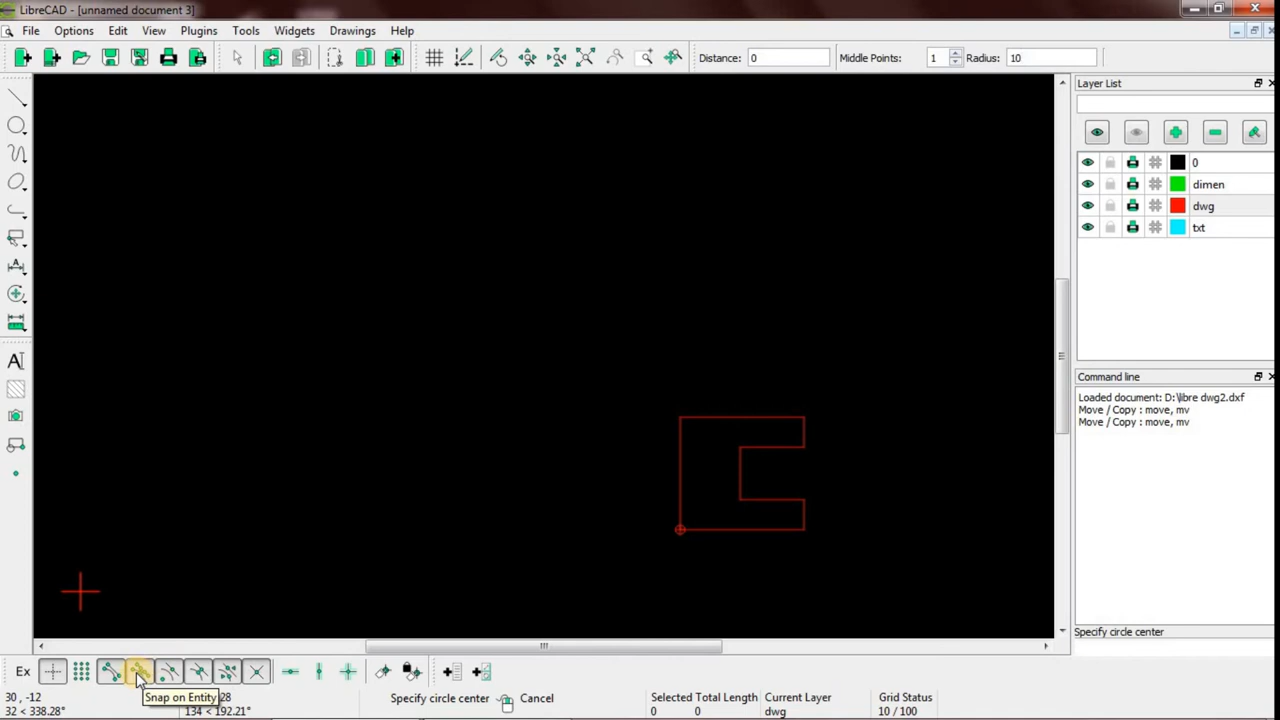 LibreCAD - [unnamed document 3]
File Options Edit View Plugins Tools Widgets Drawings Help
Distance: 0 Middle Points: 1 Radius: 10
Layer List
0
dimen
dwg
txt
Command line
Loaded document: D:\libre dwg2.dxf
Move / Copy : move, mv
Move / Copy : move, mv
Specify circle center
Ex
Snap on Entity
30 , -12 28 Specify circle center Cancel Selected Total Length Current Layer Grid Status
32 < 338.28° 134 < 192.21° 0 0 dwg 10 / 100